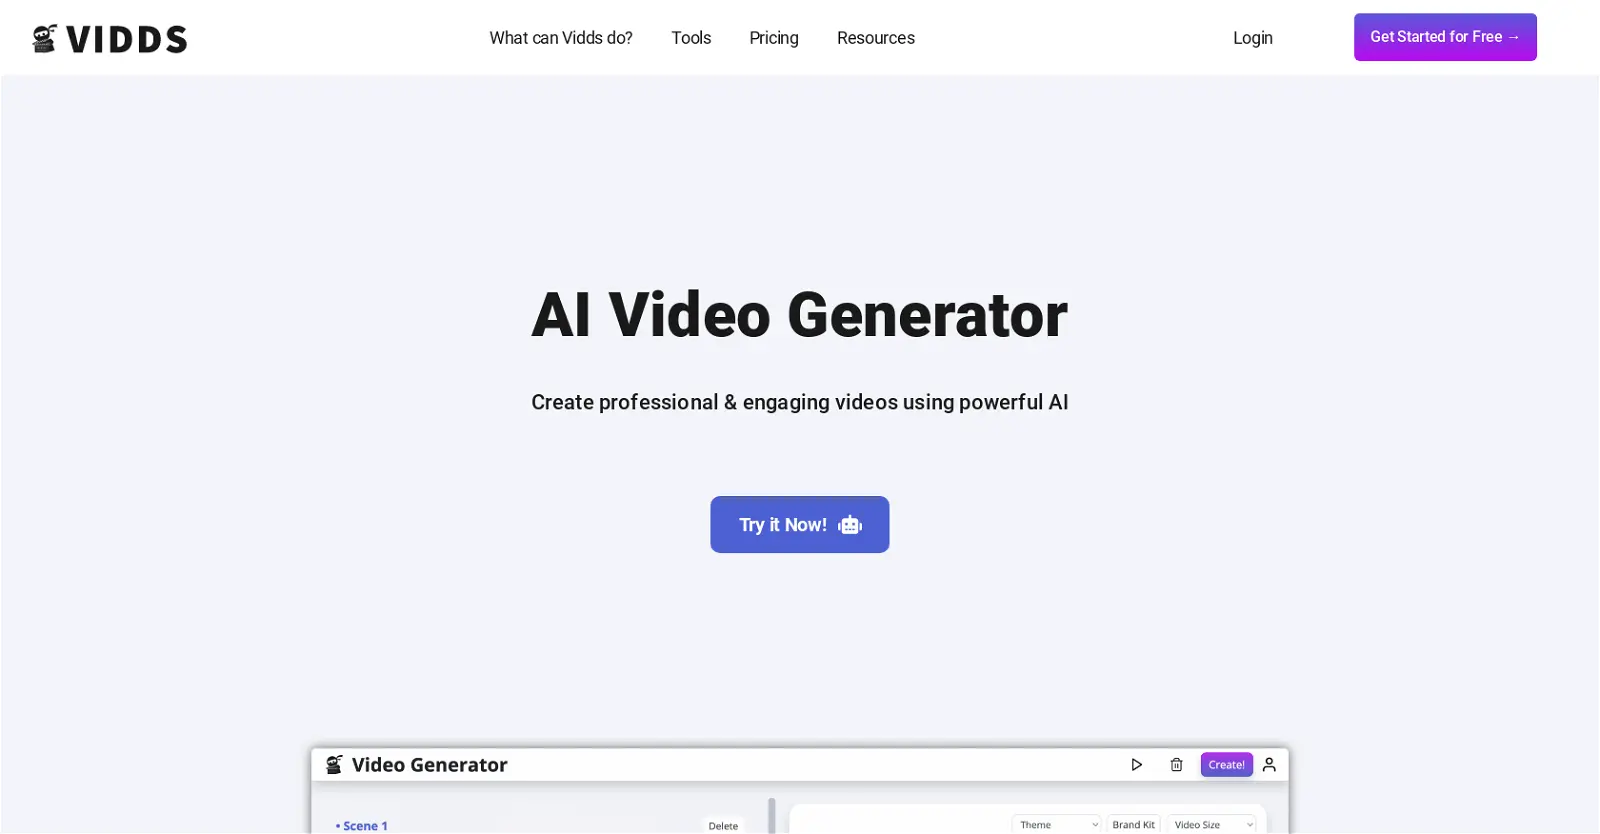 VIDDS
What can Vidds do? Tools Pricing Resources Login Get Started for Free →
AI Video Generator
Create professional & engaging videos using powerful AI
Try it Now!
Video Generator Create!
• Scene 1 Delete Theme Brand Kit Video Size